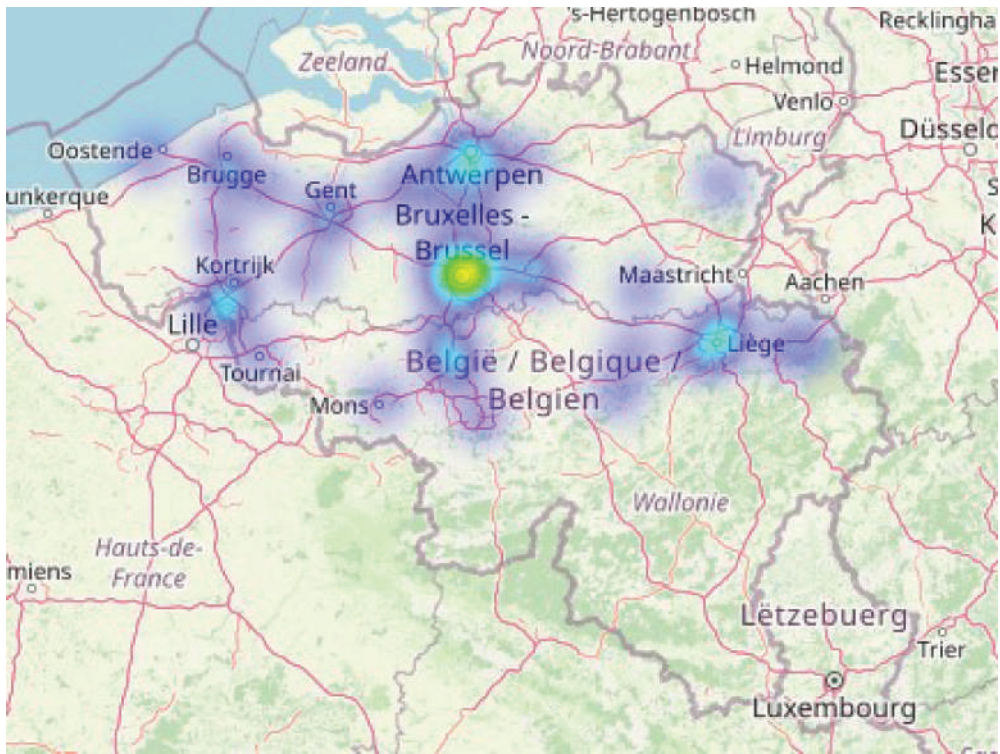 's-Hertogenbosch
Recklingha
Zeeland
Noord-Brabant
Helmond
Essen
Venlo
Limburg
Düsseld
Oostende
Brugge
Antwerpen
Gent
unkerque
Bruxelles -
Brussel
S
K
Kortrijk
Maastricht
Aachen
Lille
Liège
België / Belgique /
Belgien
Tournai
Mons
Wallonie
Hauts-de-
France
miens
Lëtzebuerg
Trier
Luxembourg